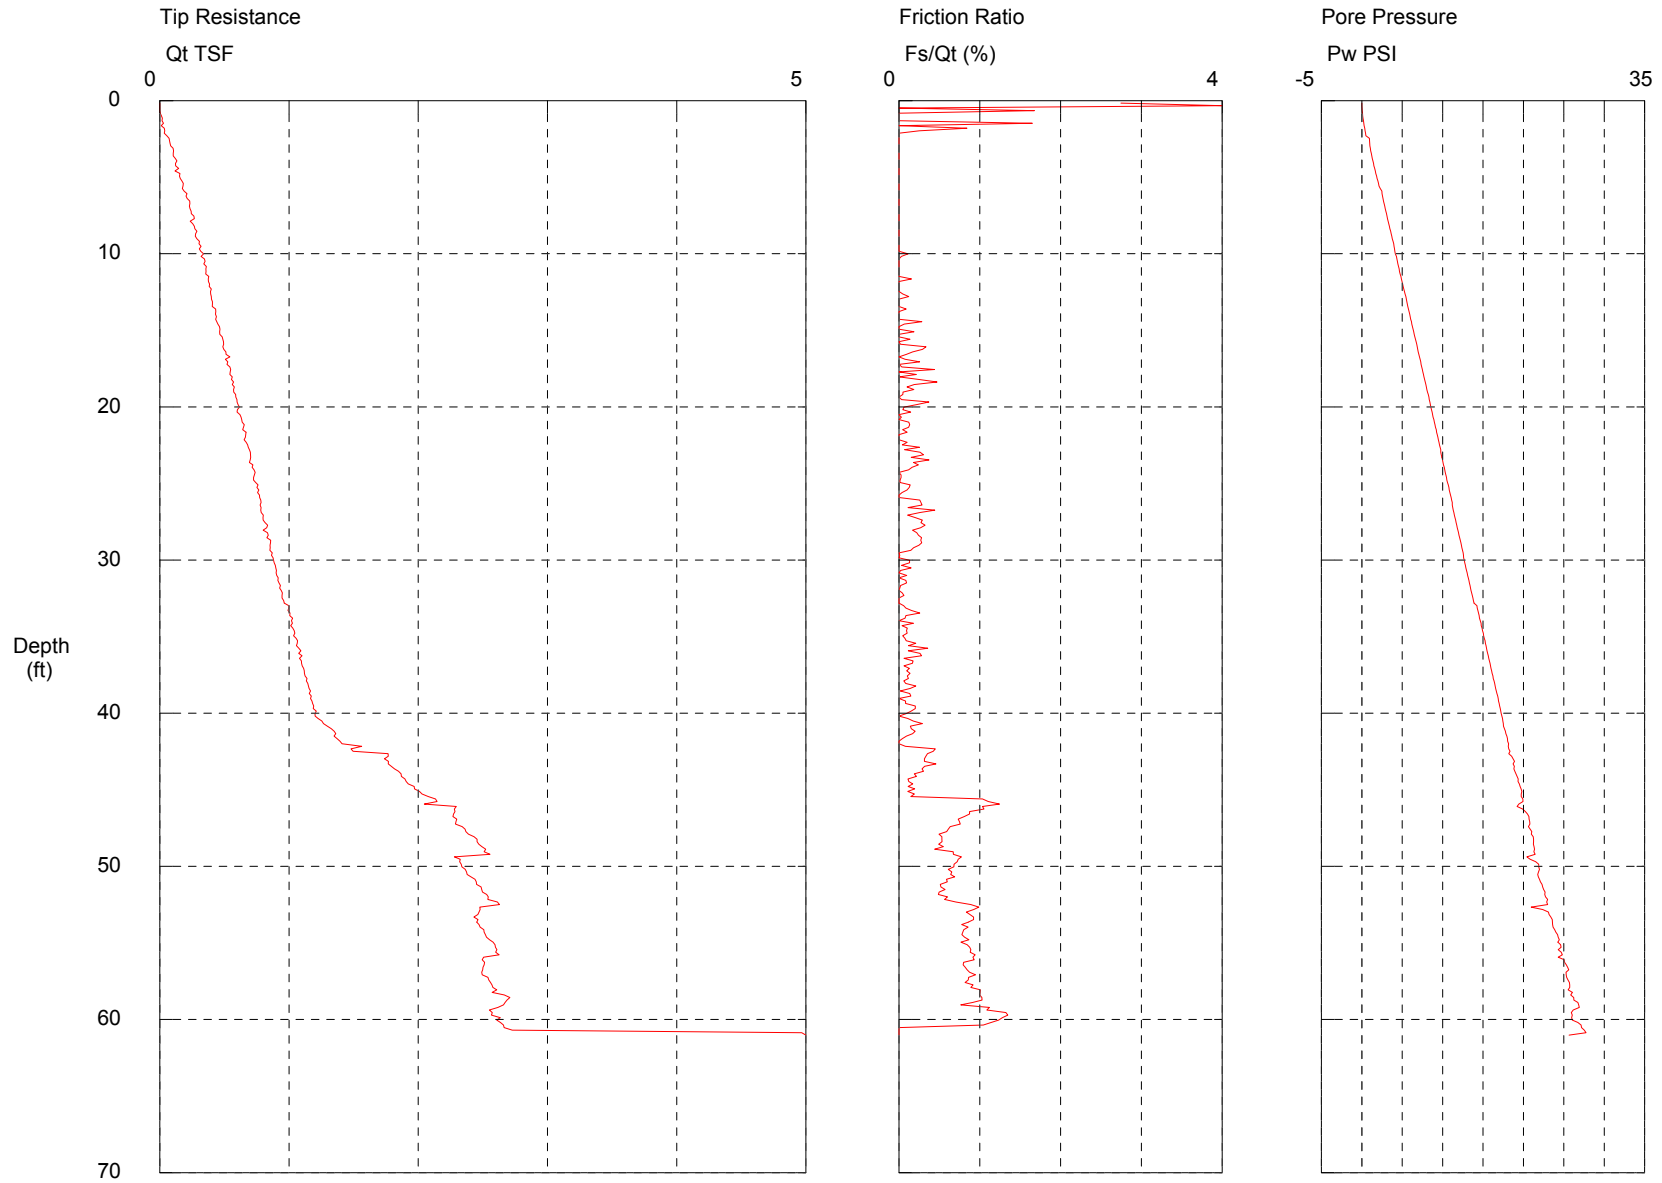 Tip Resistance Friction Ratio Pore Pressure
Qt TSF Fs/Qt (%) Pw PSI
0 5 0 4 -5 35
0
10
20
30
Depth
(ft)
40
50
60
70